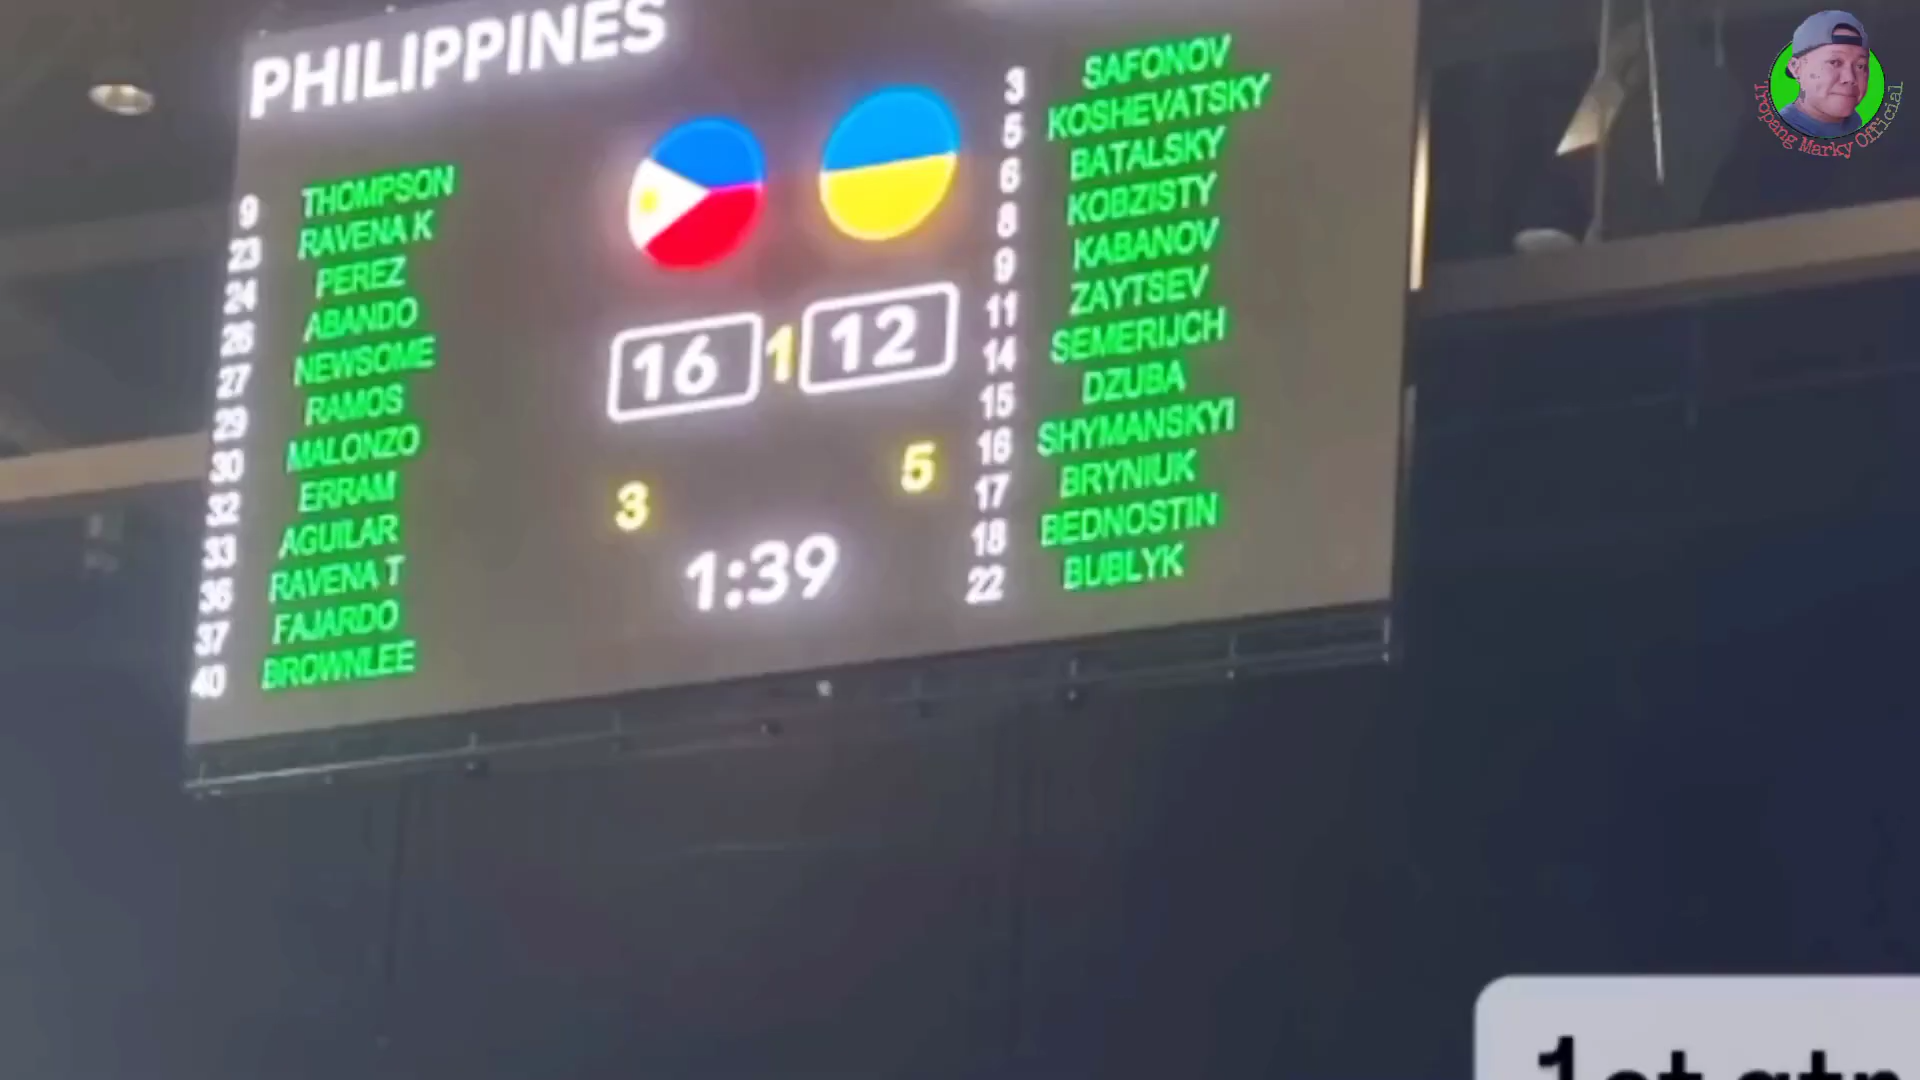 PHILIPPINES
9 THOMPSON
23 RAVENA K
24 PEREZ
26 ABANDO
27 NEWSOME
29 RAMOS
30 MALONZO
32 ERRAM
33 AGUILAR
36 RAVENA T
37 FAJARDO
40 BROWNLEE
16 1 12
3 5
1:39
3 SAFONOV
5 KOSHEVATSKY
6 BATALSKY
8 KOBZISTY
9 KABANOV
11 ZAYTSEV
14 SEMERIJCH
15 DZUBA
16 SHYMANSKYI
17 BRYNIUK
18 BEDNOSTIN
22 BUBLYK
Tropang Marky Official
1st qtr